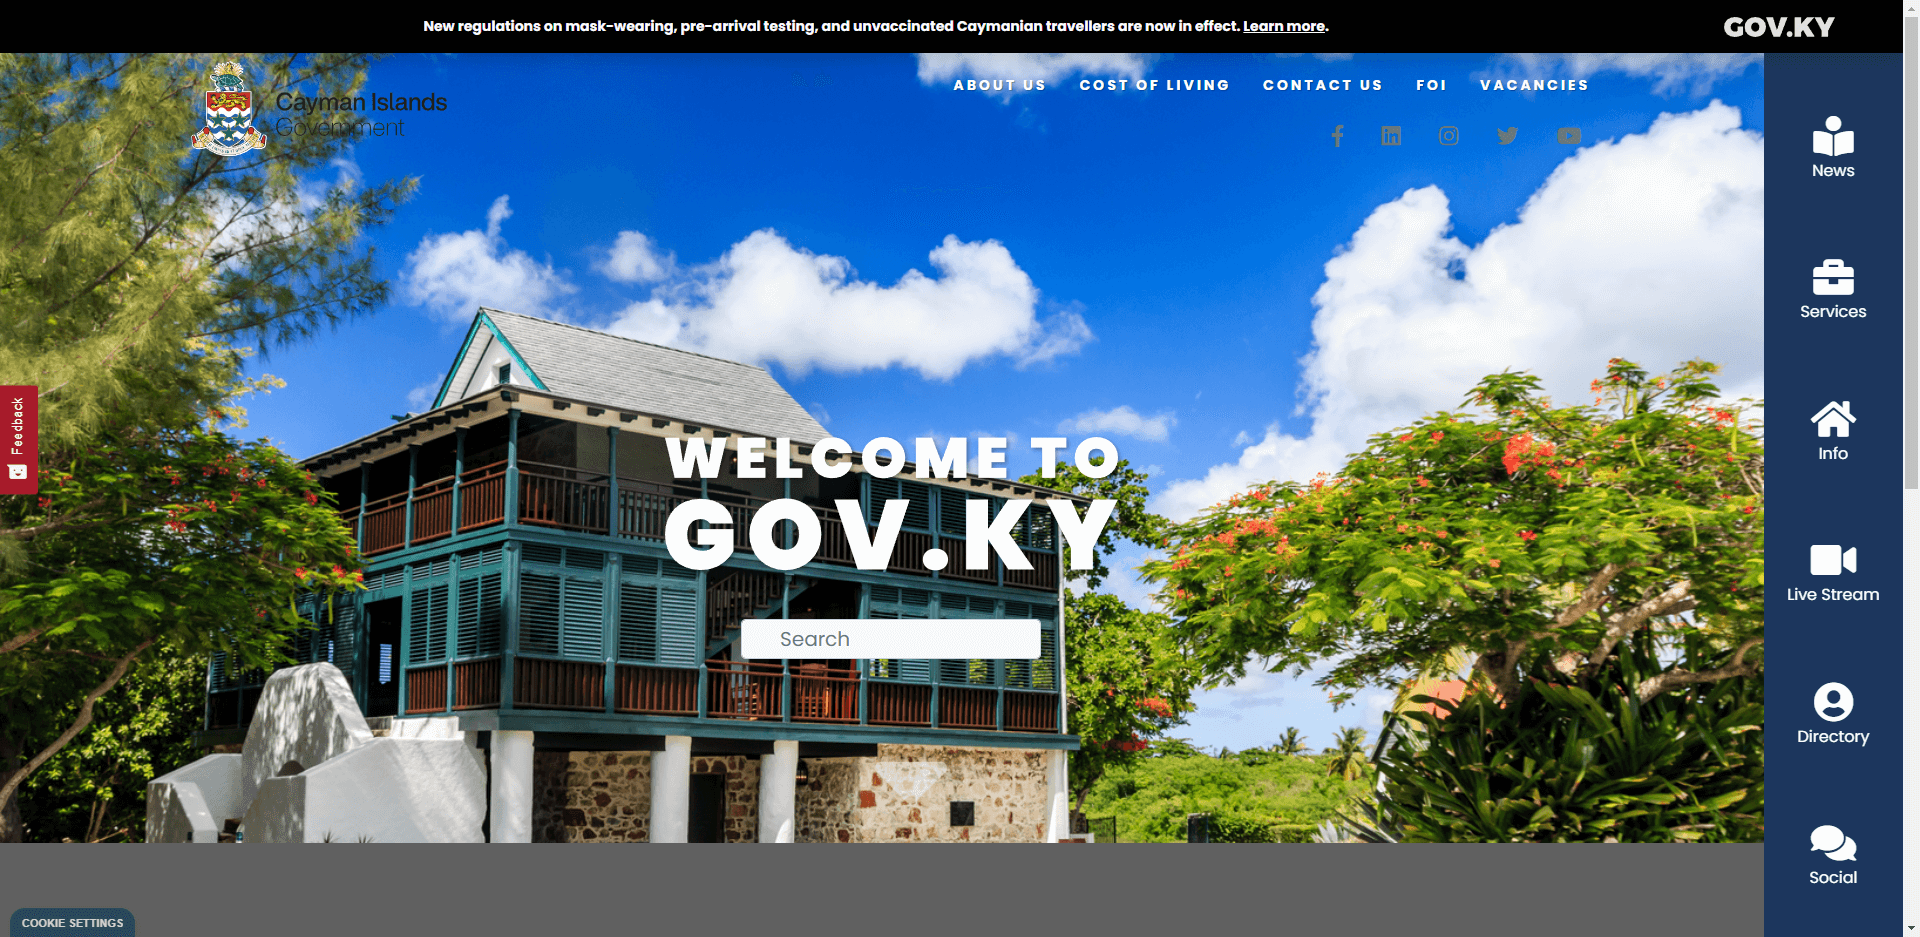 New regulations on mask-wearing, pre-arrival testing, and unvaccinated Caymanian travellers are now in effect. Learn more.
GOV.KY
Cayman Islands
Government
ABOUT US
COST OF LIVING
CONTACT US
FOI
VACANCIES
News
Services
Info
Live Stream
Directory
Social
Feedback
WELCOME TO
GOV.KY
Search
COOKIE SETTINGS